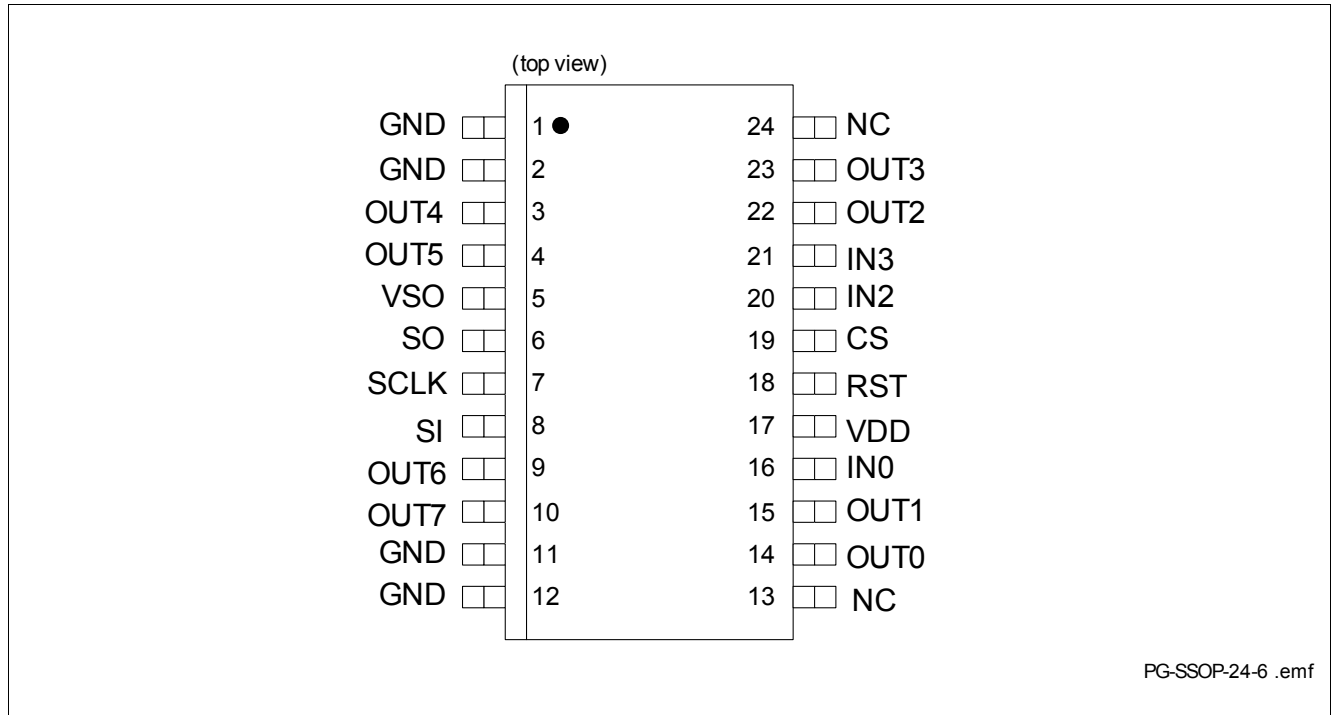 (top view)
GND 1 24 NC
GND 2 23 OUT3
OUT4 3 22 OUT2
OUT5 4 21 IN3
VSO 5 20 IN2
SO 6 19 CS
SCLK 7 18 RST
SI 8 17 VDD
OUT6 9 16 IN0
OUT7 10 15 OUT1
GND 11 14 OUT0
GND 12 13 NC
PG-SSOP-24-6 .emf